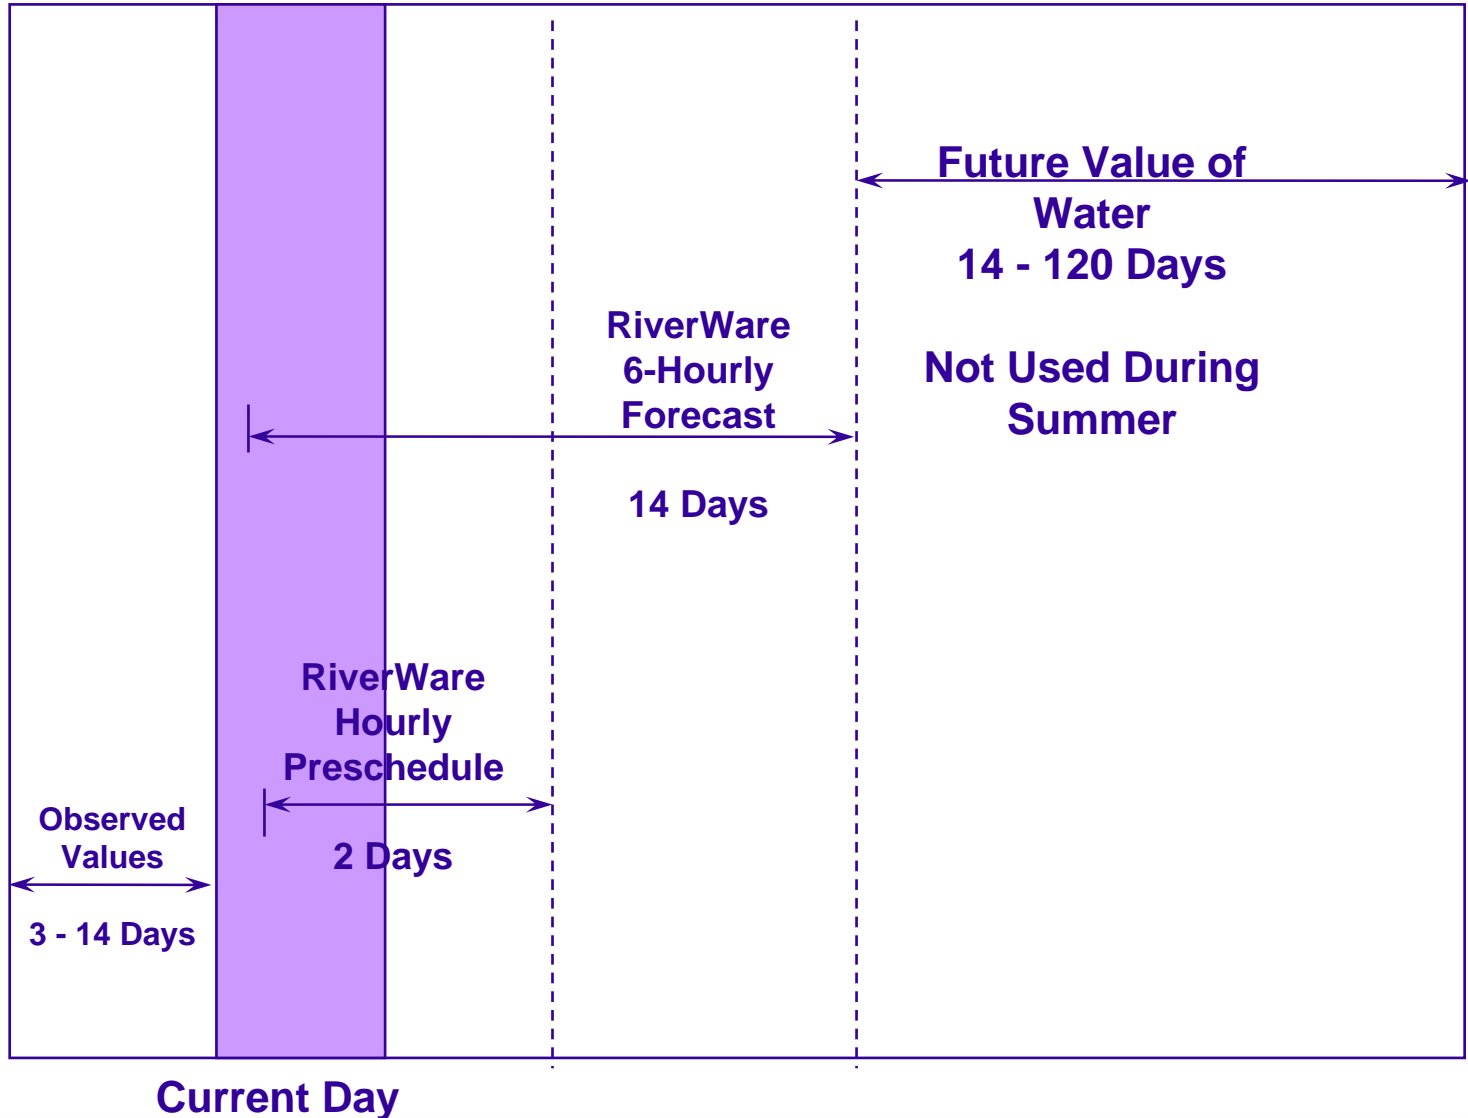 Future Value of
Water
14 - 120 Days
Not Used During
Summer
RiverWare
6-Hourly
Forecast
14 Days
RiverWare
Hourly
Preschedule
2 Days
Observed
Values
3 - 14 Days
Current Day